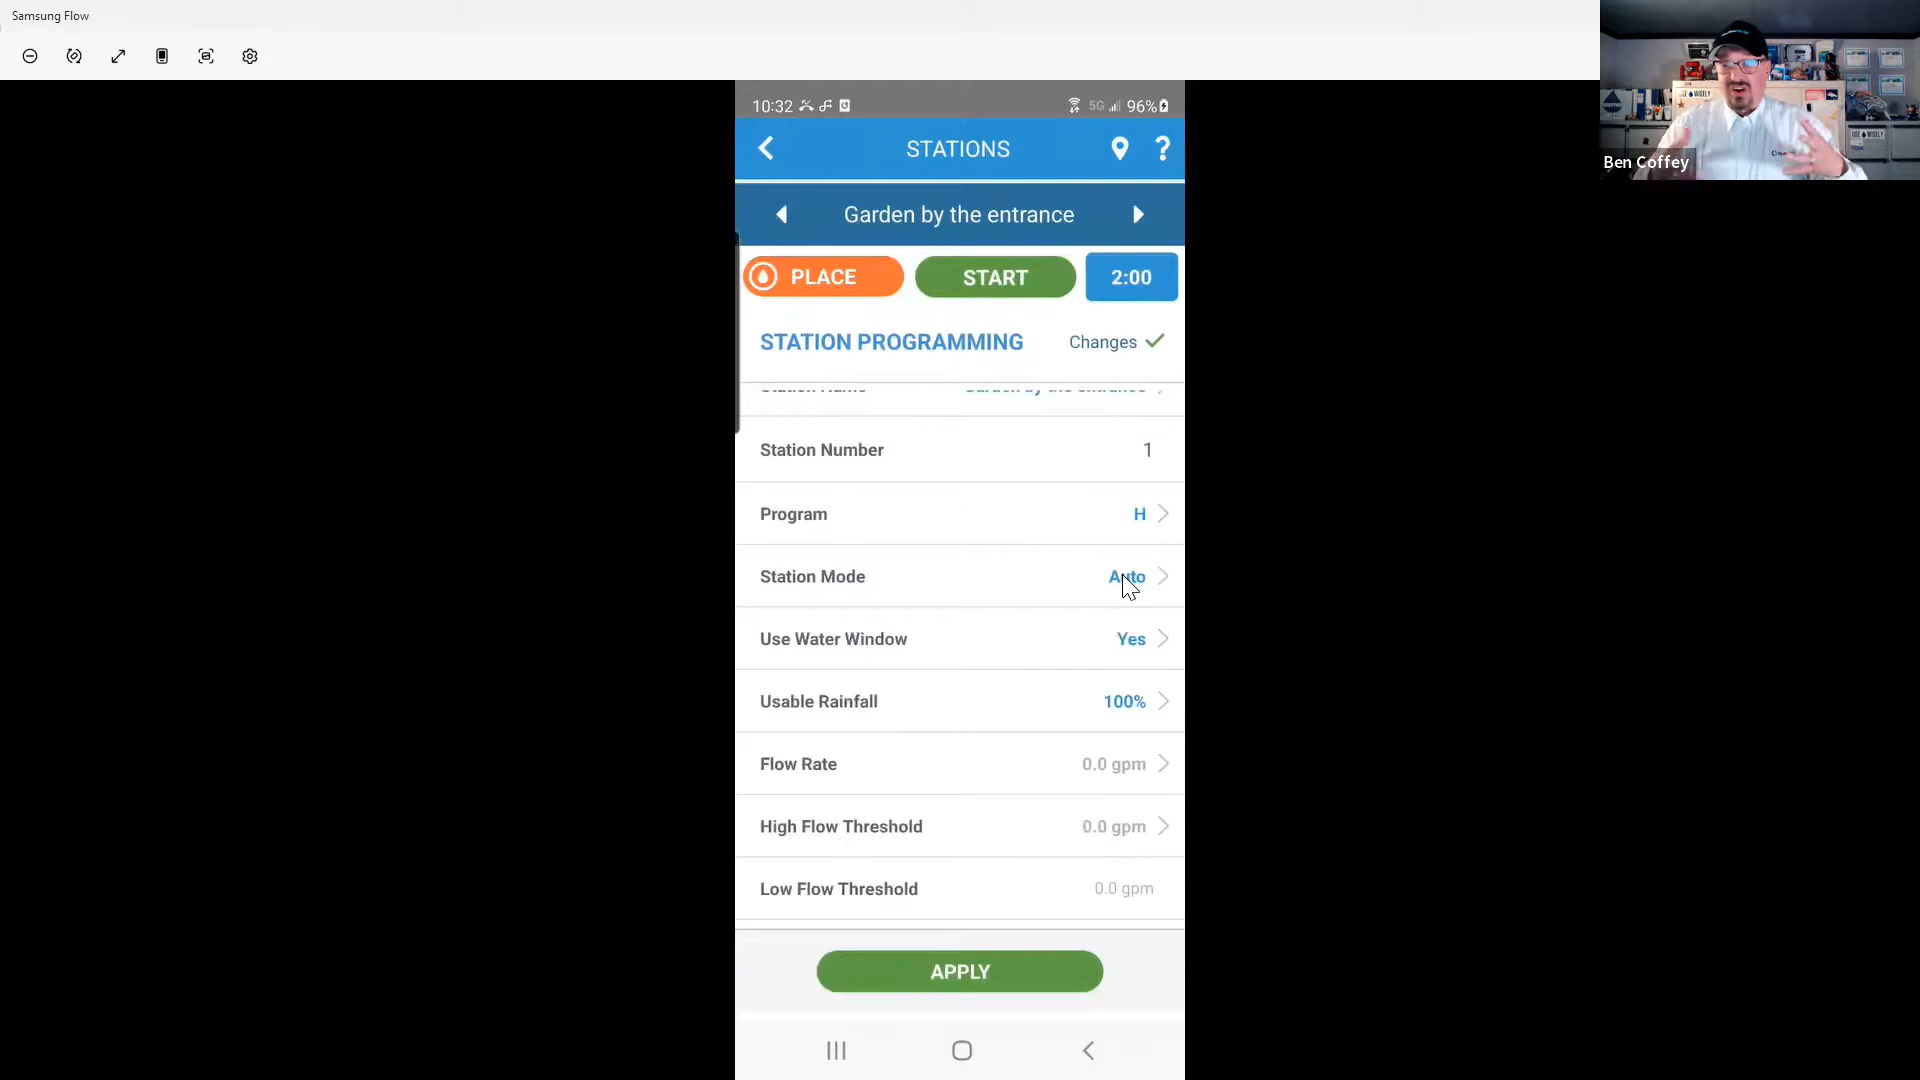 Samsung Flow
10:32
5G
96%
STATIONS
?
Garden by the entrance
PLACE
START
2:00
STATION PROGRAMMING
Changes
Station Number
1
Program
H
Station Mode
Auto
Use Water Window
Yes
Usable Rainfall
100%
Flow Rate
0.0 gpm
High Flow Threshold
0.0 gpm
Low Flow Threshold
0.0 gpm
APPLY
Ben Coffey